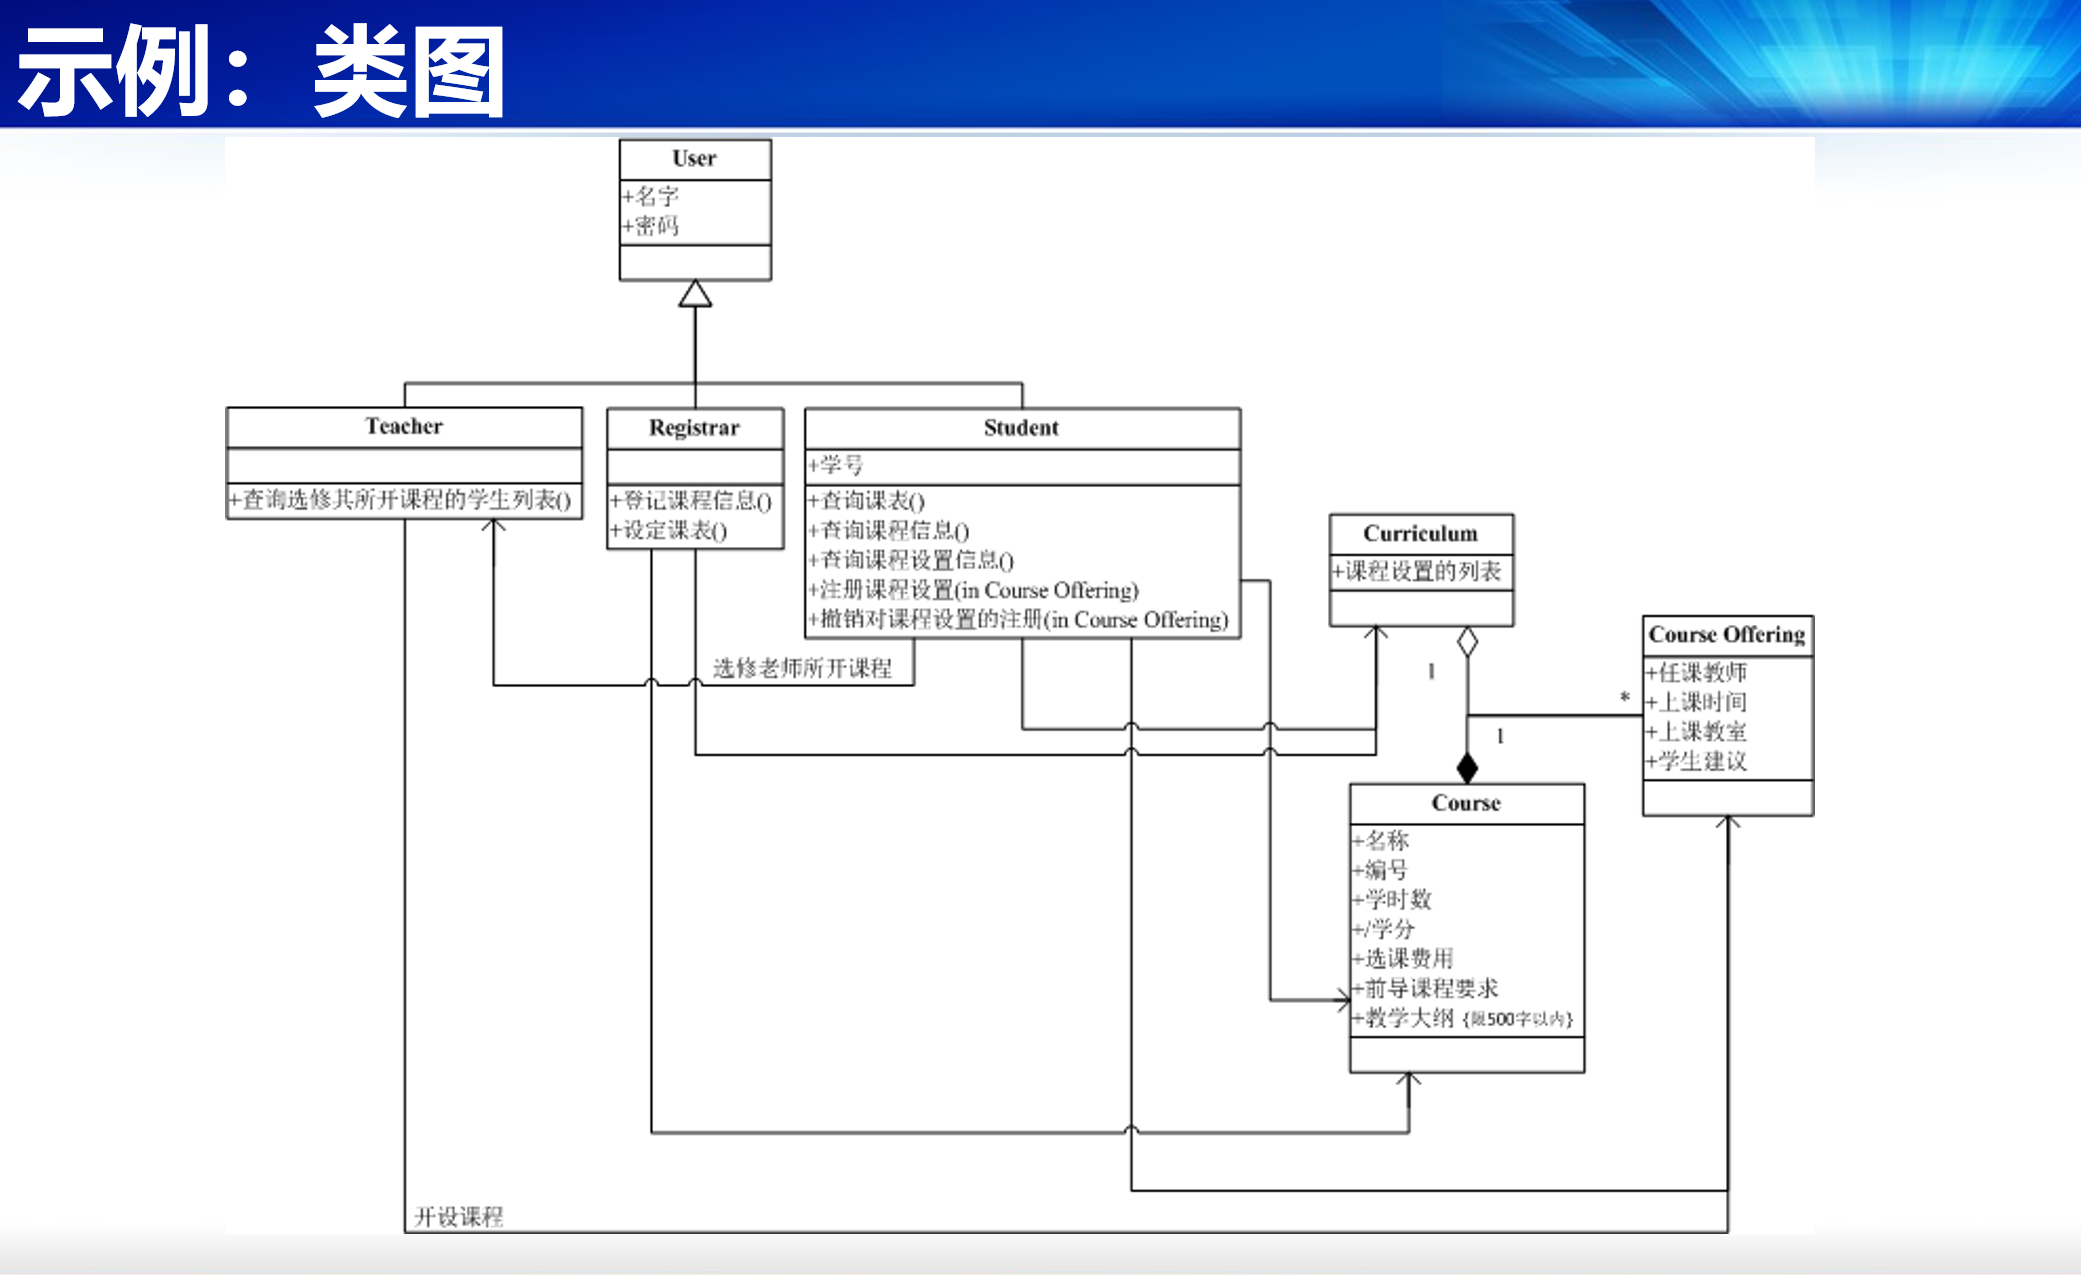 示例：类图
User
+名字
+密码
Teacher
+查询选修其所开课程的学生列表()
Registrar
+登记课程信息()
+设定课表()
Student
+学号
+查询课表()
+查询课程信息()
+查询课程设置信息()
+注册课程设置(in Course Offering)
+撤销对课程设置的注册(in Course Offering)
选修老师所开课程
Curriculum
+课程设置的列表
1
*
1
Course Offering
+任课教师
+上课时间
+上课教室
+学生建议
Course
+名称
+编号
+学时数
+/学分
+选课费用
+前导课程要求
+教学大纲 {限500字以内}
开设课程